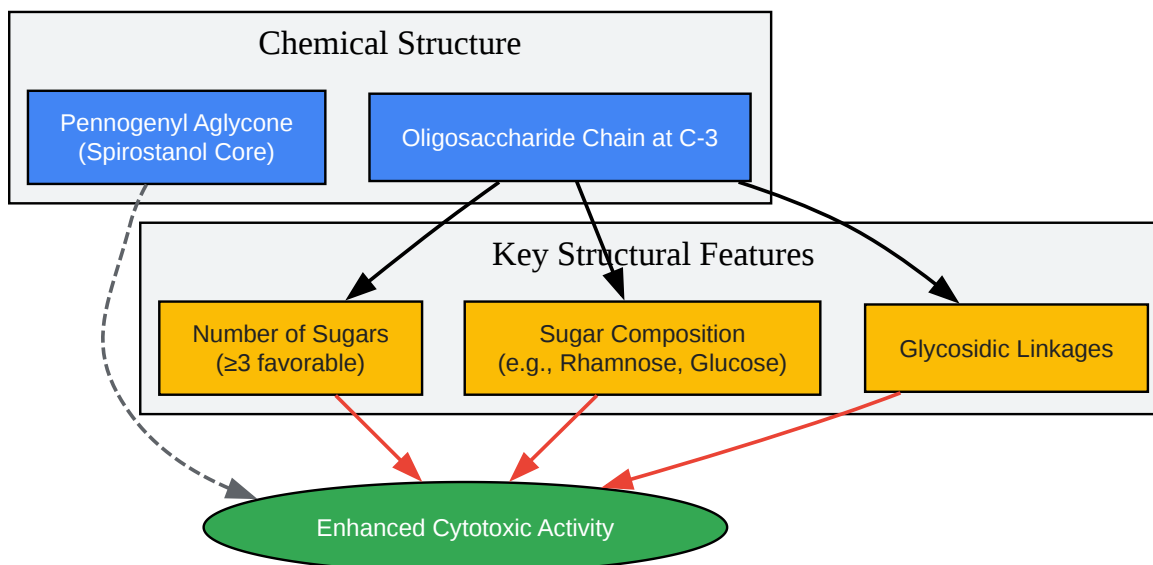 Chemical Structure
Pennogenyl Aglycone
(Spirostanol Core)
Oligosaccharide Chain at C-3
Key Structural Features
Number of Sugars
(≥3 favorable)
Sugar Composition
(e.g., Rhamnose, Glucose)
Glycosidic Linkages
Enhanced Cytotoxic Activity